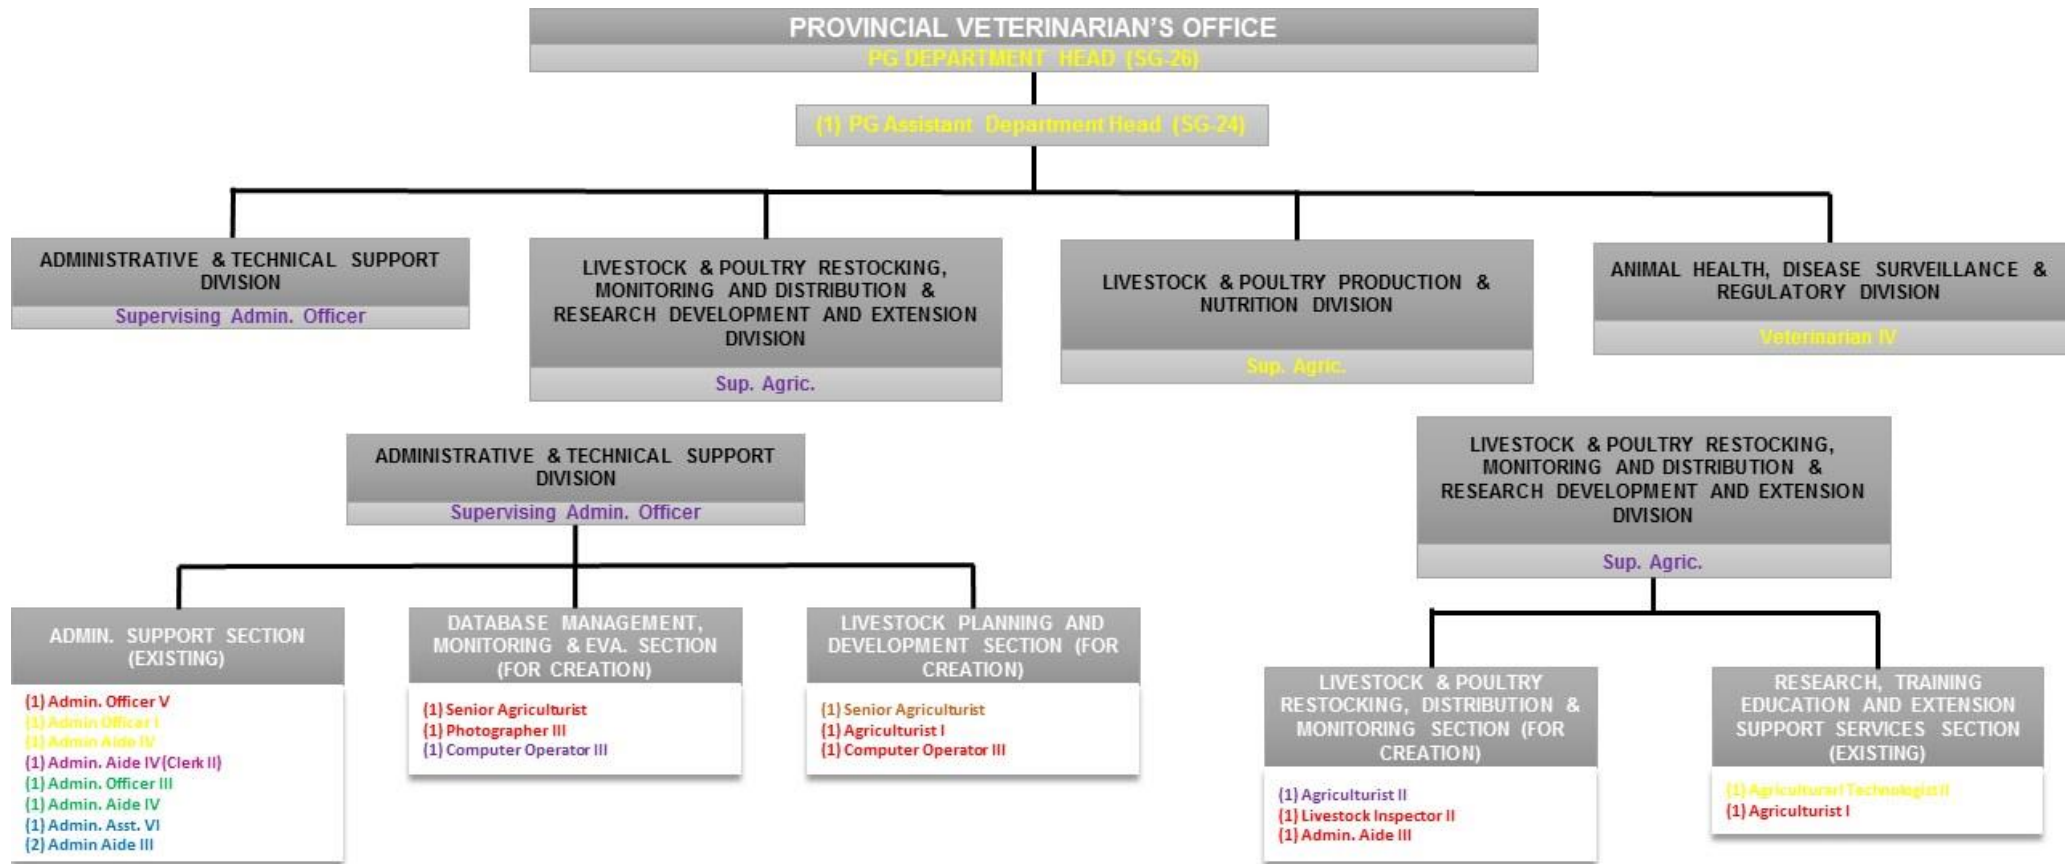 PROVINCIAL VETERINARIAN'S OFFICE
PG DEPARTMENT HEAD (SG-26)
(1) PG Assistant Department Head (SG-24)
ADMINISTRATIVE & TECHNICAL SUPPORT
DIVISION
Supervising Admin. Officer
LIVESTOCK & POULTRY RESTOCKING,
MONITORING AND DISTRIBUTION &
RESEARCH DEVELOPMENT AND EXTENSION
DIVISION
Sup. Agric.
LIVESTOCK & POULTRY PRODUCTION &
NUTRITION DIVISION
Sup. Agric.
ANIMAL HEALTH, DISEASE SURVEILLANCE &
REGULATORY DIVISION
Veterinarian IV
ADMINISTRATIVE & TECHNICAL SUPPORT
DIVISION
Supervising Admin. Officer
ADMIN. SUPPORT SECTION
(EXISTING)
(1) Admin. Officer V
(1) Admin Officer I
(1) Admin Aide IV
(1) Admin. Aide IV (Clerk II)
(1) Admin. Officer III
(1) Admin. Aide IV
(1) Admin. Asst. VI
(2) Admin Aide III
DATABASE MANAGEMENT,
MONITORING & EVA. SECTION
(FOR CREATION)
(1) Senior Agriculturist
(1) Photographer III
(1) Computer Operator III
LIVESTOCK PLANNING AND
DEVELOPMENT SECTION (FOR
CREATION)
(1) Senior Agriculturist
(1) Agriculturist I
(1) Computer Operator III
LIVESTOCK & POULTRY RESTOCKING,
MONITORING AND DISTRIBUTION &
RESEARCH DEVELOPMENT AND EXTENSION
DIVISION
Sup. Agric.
LIVESTOCK & POULTRY
RESTOCKING, DISTRIBUTION &
MONITORING SECTION (FOR
CREATION)
(1) Agriculturist II
(1) Livestock Inspector II
(1) Admin. Aide III
RESEARCH, TRAINING
EDUCATION AND EXTENSION
SUPPORT SERVICES SECTION
(EXISTING)
(1) Agriculturarl Technologist II
(1) Agriculturist I